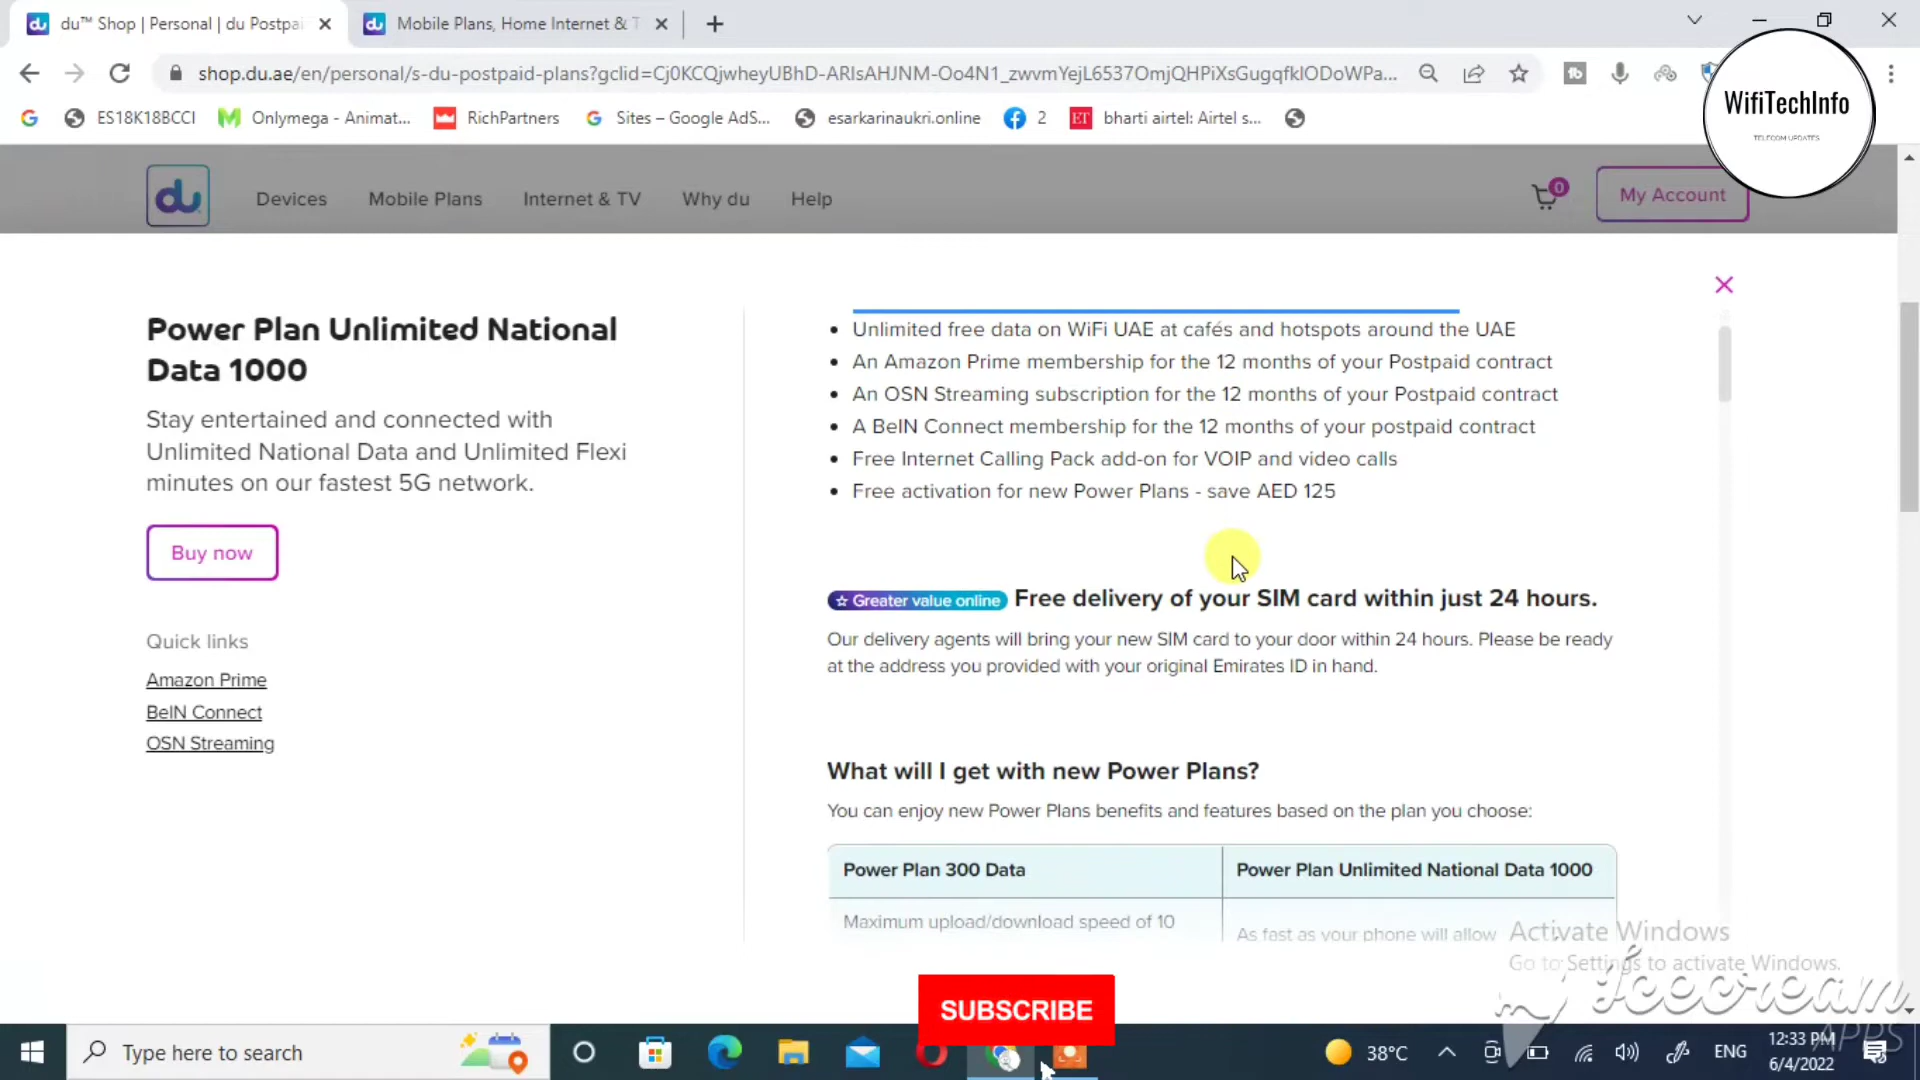 du™ Shop | Personal | du Postpai
Mobile Plans, Home Internet & T
shop.du.ae/en/personal/s-du-postpaid-plans?gclid=Cj0KCQjwheyUBhD-ARIsAHJNM-Oo4N1_zwvmYejL6537OmjQHPiXsGugqfklODoWPa...
ES18K18BCCI
Onlymega - Animat...
RichPartners
Sites – Google AdS...
esarkarinaukri.online
2
ET
bharti airtel: Airtel s...
WifiTechInfo
TELECOM UPDATES
du
Devices
Mobile Plans
Internet & TV
Why du
Help
0
My Account
Power Plan Unlimited National
Data 1000
Stay entertained and connected with
Unlimited National Data and Unlimited Flexi
minutes on our fastest 5G network.
Buy now
Quick links
Amazon Prime
BeIN Connect
OSN Streaming
• Unlimited free data on WiFi UAE at cafés and hotspots around the UAE
• An Amazon Prime membership for the 12 months of your Postpaid contract
• An OSN Streaming subscription for the 12 months of your Postpaid contract
• A BeIN Connect membership for the 12 months of your postpaid contract
• Free Internet Calling Pack add-on for VOIP and video calls
• Free activation for new Power Plans - save AED 125
☆ Greater value online Free delivery of your SIM card within just 24 hours.
Our delivery agents will bring your new SIM card to your door within 24 hours. Please be ready
at the address you provided with your original Emirates ID in hand.
What will I get with new Power Plans?
You can enjoy new Power Plans benefits and features based on the plan you choose:
Power Plan 300 Data
Power Plan Unlimited National Data 1000
Maximum upload/download speed of 10
As fast as your phone will allow
Activate Windows
Go to Settings to activate Windows.
Icecream
APPS
SUBSCRIBE
Type here to search
38°C
ENG
12:33 PM
6/4/2022